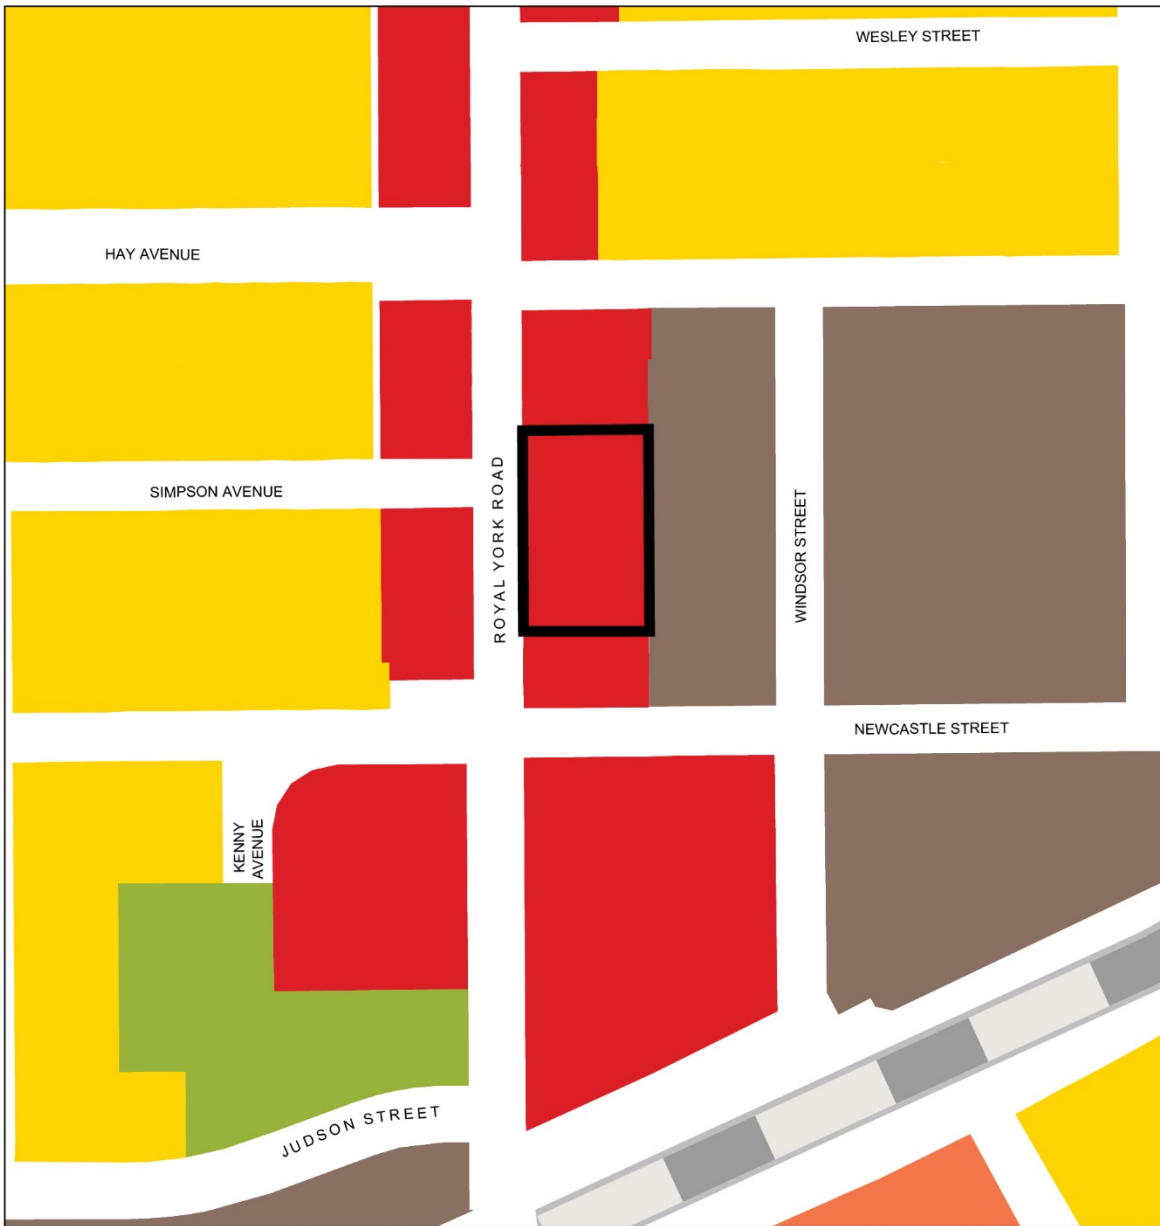 WESLEY STREET
HAY AVENUE
SIMPSON AVENUE
ROYAL YORK ROAD
WINDSOR STREET
NEWCASTLE STREET
KENNY
AVENUE
JUDSON STREET